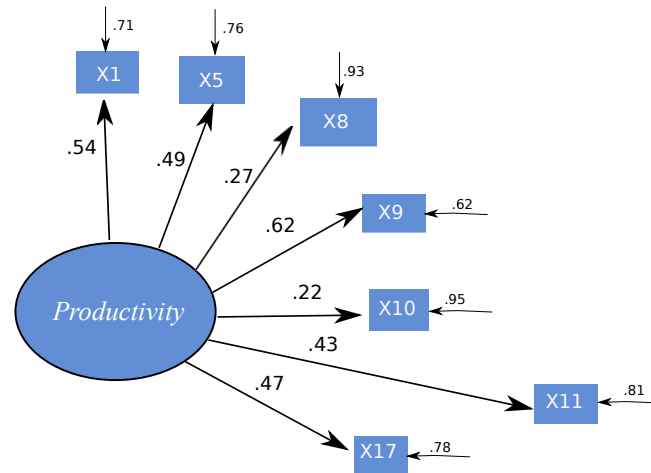 .71
.76
X1
X5
.93
X8
.54
.49
.27
X9
.62
.62
.22
X10
.95
Productivity
.43
.47
X11
.81
X17
.78